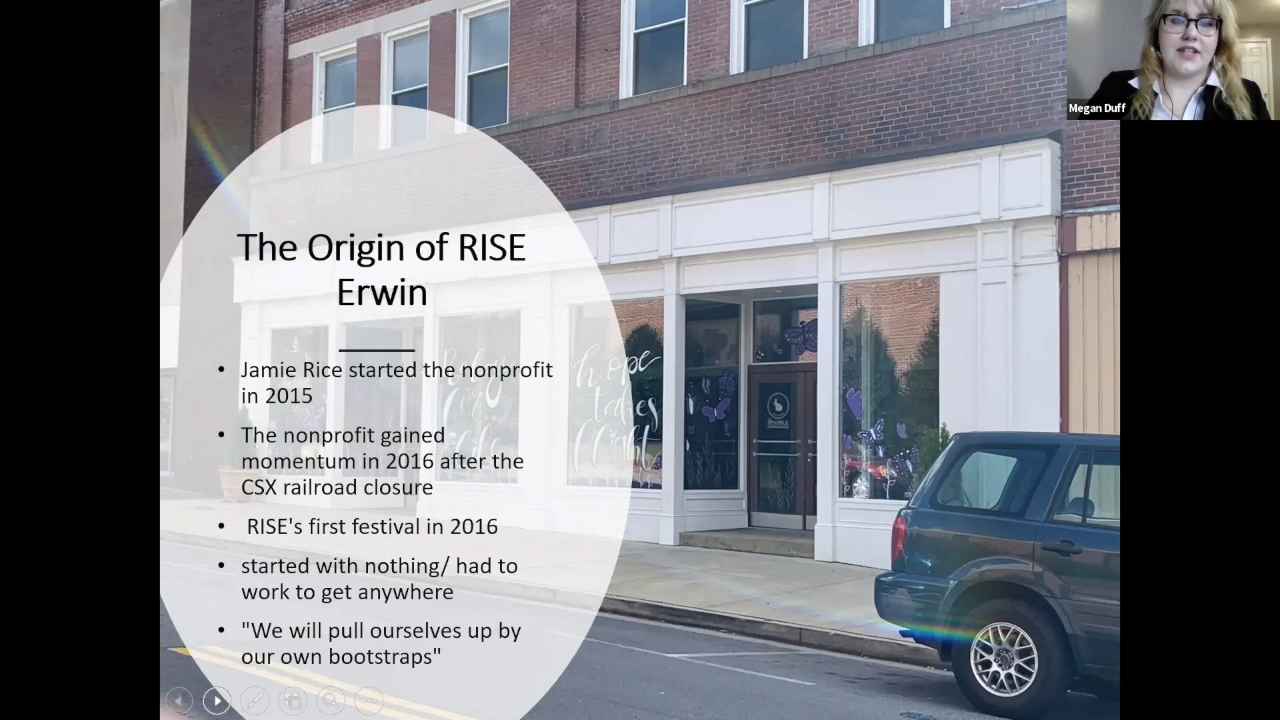 Megan Duff
The Origin of RISE
Erwin
• Jamie Rice started the nonprofit
in 2015
• The nonprofit gained
momentum in 2016 after the
CSX railroad closure
• RISE's first festival in 2016
• started with nothing/ had to
work to get anywhere
• "We will pull ourselves up by
our own bootstraps"
hope
takes
flight